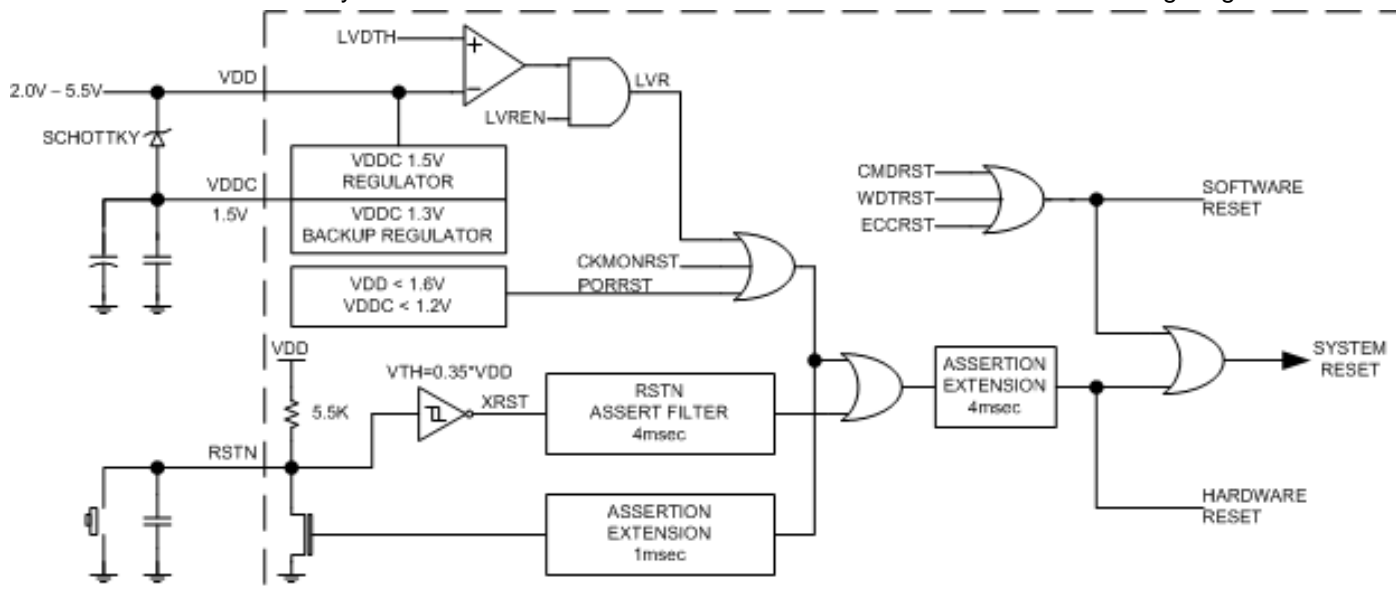 LVDTH
VDD
2.0V – 5.5V
LVREN
LVR
SCHOTTKY
VDDC 1.5V
REGULATOR
VDDC
1.5V
VDDC 1.3V
BACKUP REGULATOR
CMDRST
WDTRST
ECCRST
SOFTWARE
RESET
CKMONRST
PORRST
VDD < 1.6V
VDDC < 1.2V
VDD
5.5K
VTH=0.35*VDD
XRST
RSTN
ASSERT FILTER
4msec
ASSERTION
EXTENSION
4msec
SYSTEM
RESET
RSTN
ASSERTION
EXTENSION
1msec
HARDWARE
RESET